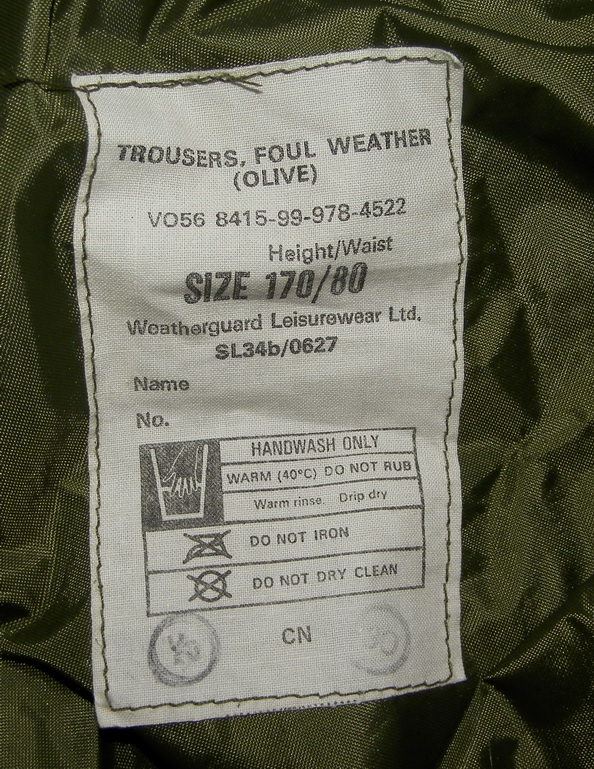 TROUSERS, FOUL WEATHER
(OLIVE)
VO56 8415-99-978-4522
Height/Waist
SIZE 170/80
Weatherguard Leisurewear Ltd.
SL34b/0627
Name
No.
HANDWASH ONLY
WARM (40°C) DO NOT RUB
Warm rinse. Drip dry
DO NOT IRON
DO NOT DRY CLEAN
CN